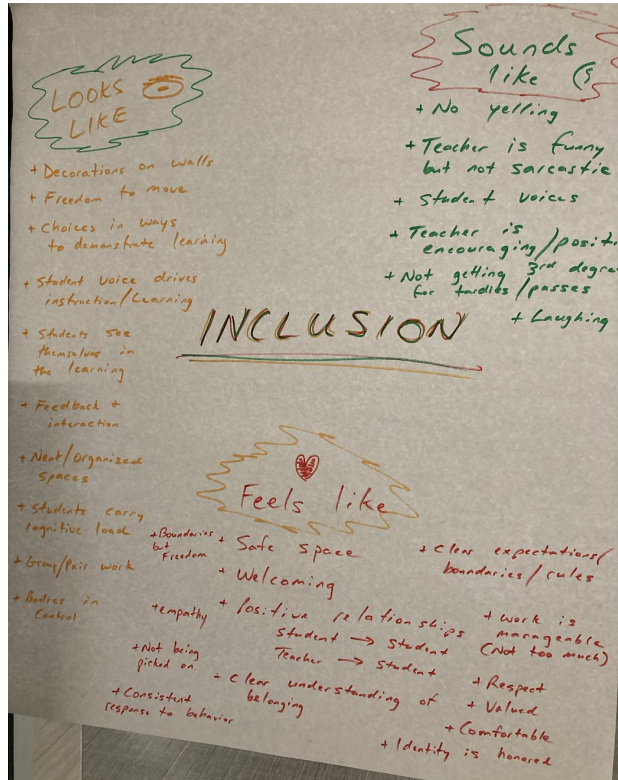 LOOKS
LIKE
+ Decorations on walls
+ Freedom to move
+ Choices in ways
to demonstrate learning
+ Student voice drives
instruction/Learning
+ Students see
themselves in
the learning
+ Feedback +
interaction
+ Neat/Organized
spaces
+ Students carry
cognitive load
+ Group/Pair work
+ Bodies in
control
Sounds
like
+ No yelling
+ Teacher is funny
but not sarcastic
+ Student voices
+ Teacher is
encouraging/posit
+ Not getting 3rd degre
for tardies/passes
+ Laughing
INCLUSION
Feels like
+ Boundaries
but
Freedom
+ empathy
+ Not being
picked on
+ Consistent
response to behavior
+ Safe space
+ Welcoming
+ Positive relationships
Student → Student
Teacher → Student
- Clear understanding of
belonging
+ clear expectations/
boundaries/rules
+ work is
manageable
(Not too much)
+ Respect
+ Valued
+ Comfortable
+ Identity is honored